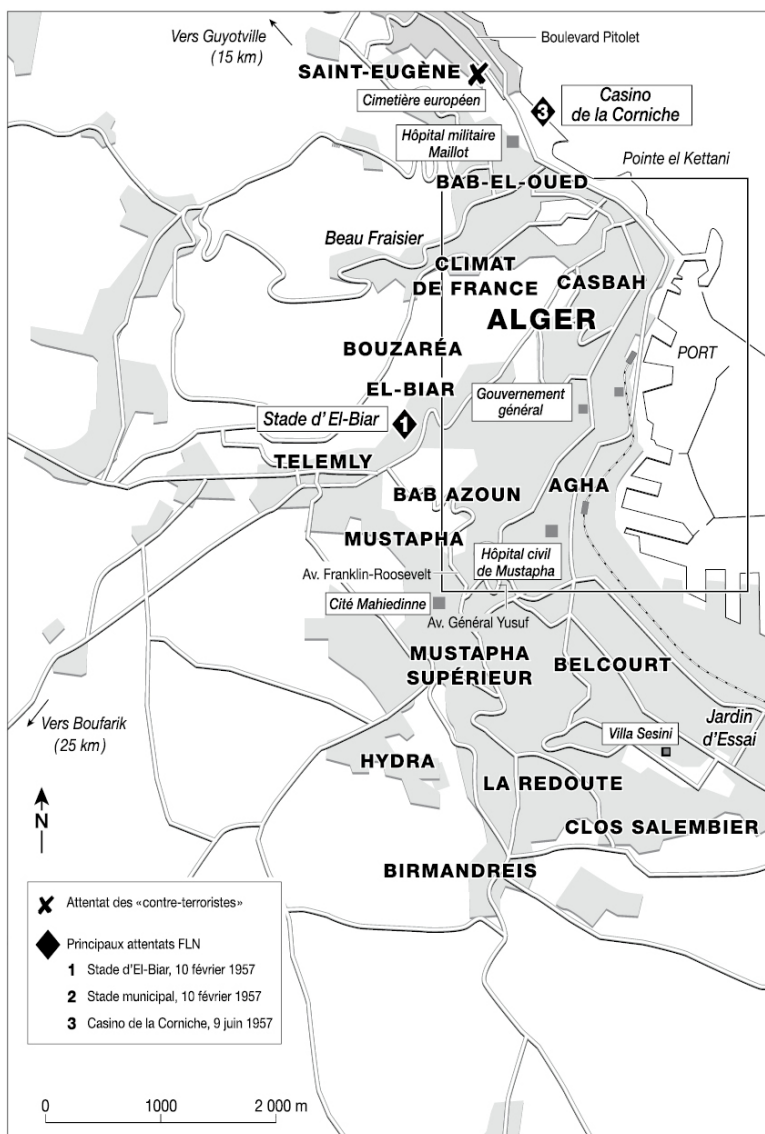 Vers Guyotville
(15 km)
Boulevard Pitolet
SAINT-EUGÈNE
Cimetière européen
3
Casino
de la Corniche
Hôpital militaire
Maillot
Pointe el Kettani
BAB-EL-OUED
Beau Fraisier
CLIMAT
DE FRANCE
CASBAH
ALGER
BOUZARÉA
PORT
EL-BIAR
Gouvernement
général
Stade d'El-Biar
1
TELEMLY
BAB AZOUN
AGHA
MUSTAPHA
Hôpital civil
de Mustapha
Av. Franklin-Roosevelt
Cité Mahiedinne
Av. Général Yusuf
MUSTAPHA
SUPÉRIEUR
BELCOURT
Vers Boufarik
(25 km)
Jardin
d'Essai
Villa Sesini
HYDRA
LA REDOUTE
N
CLOS SALEMBIER
BIRMANDREIS
Attentat des «contre-terroristes»
Principaux attentats FLN
1 Stade d'El-Biar, 10 février 1957
2 Stade municipal, 10 février 1957
3 Casino de la Corniche, 9 juin 1957
0 1000 2 000 m